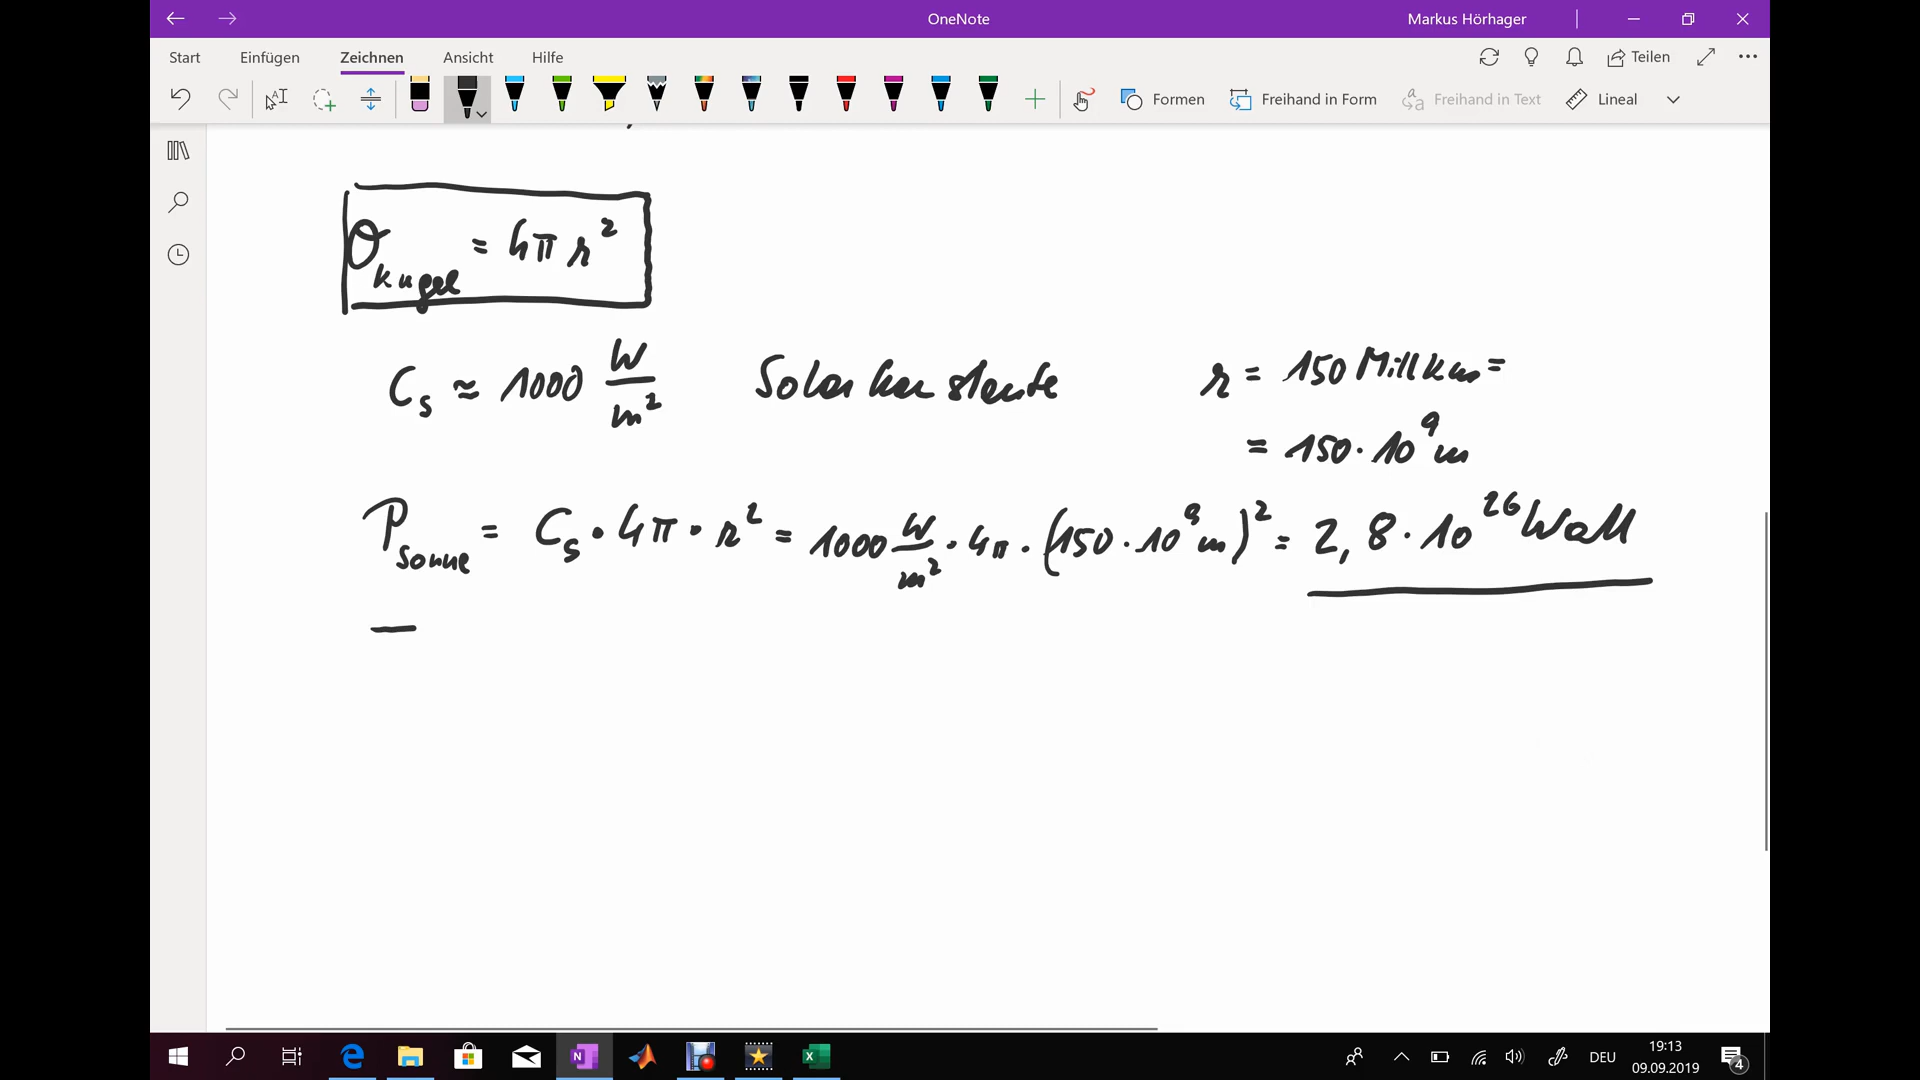 OneNote
Markus Hörhager
Start Einfügen Zeichnen Ansicht Hilfe
Teilen
Formen Freihand in Form Freihand in Text Lineal
O_Kugel = 4π r²
C_s ≈ 1000 W/m² Solarkonstante r = 150 Mill km =
= 150 · 10⁹ m
P_Sonne = C_s · 4π · r² = 1000 W/m² · 4π · (150 · 10⁹ m)² = 2,8 · 10²⁶ Watt
DEU
19:13
09.09.2019
4